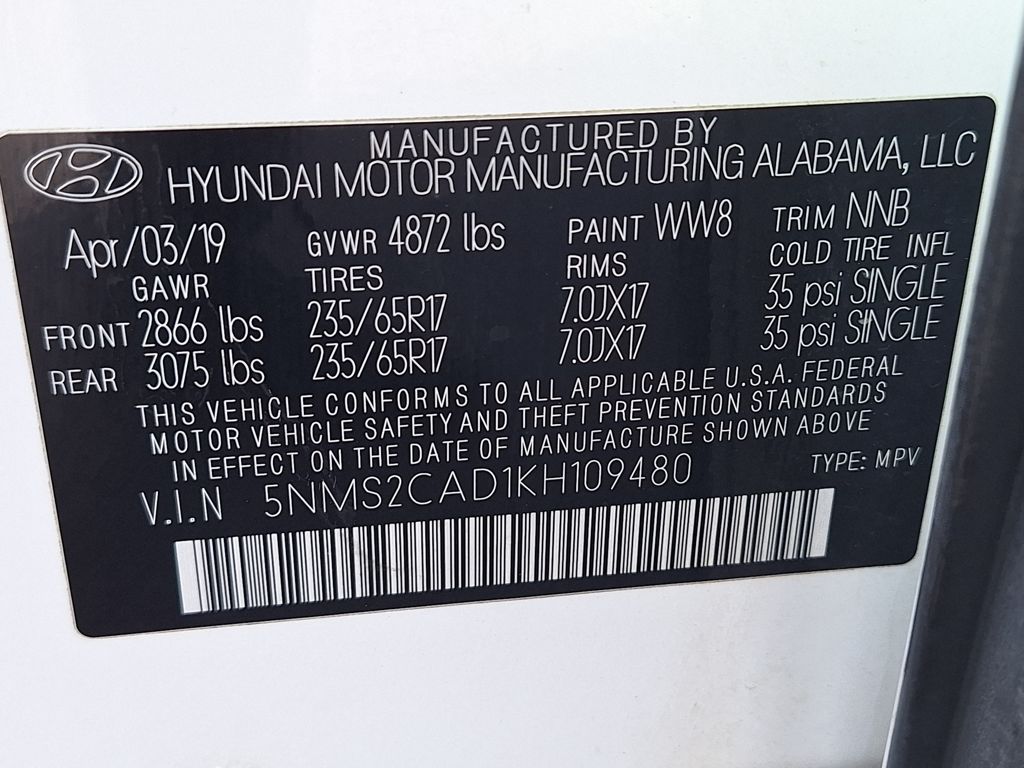 MANUFACTURED BY
HYUNDAI MOTOR MANUFACTURING ALABAMA, LLC
Apr/03/19 GVWR 4872 lbs PAINT WW8 TRIM NNB
GAWR TIRES RIMS COLD TIRE INFL
FRONT 2866 lbs 235/65R17 7.0JX17 35 psi SINGLE
REAR 3075 lbs 235/65R17 7.0JX17 35 psi SINGLE
THIS VEHICLE CONFORMS TO ALL APPLICABLE U.S.A. FEDERAL
MOTOR VEHICLE SAFETY AND THEFT PREVENTION STANDARDS
IN EFFECT ON THE DATE OF MANUFACTURE SHOWN ABOVE
V.I.N 5NMS2CAD1KH109480 TYPE: MPV